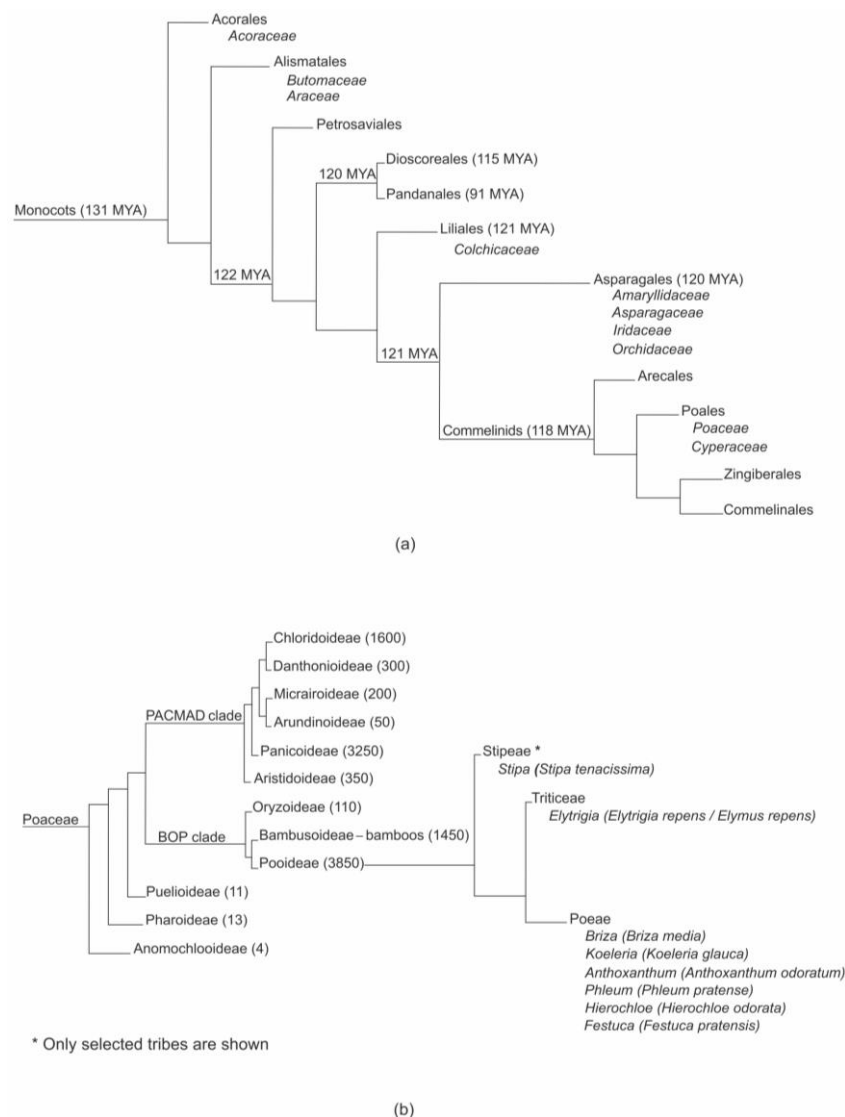 Acorales
Acoraceae
Alismatales
Butomaceae
Araceae
Petrosaviales
Dioscoreales (115 MYA)
120 MYA
Pandanales (91 MYA)
Monocots (131 MYA)
Liliales (121 MYA)
Colchicaceae
122 MYA
Asparagales (120 MYA)
Amaryllidaceae
Asparagaceae
Iridaceae
Orchidaceae
121 MYA
Arecales
Poales
Commelinids (118 MYA)
Poaceae
Cyperaceae
Zingiberales
Commelinales
(a)
Chloridoideae (1600)
Danthonioideae (300)
Micrairoideae (200)
PACMAD clade
Arundinoideae (50)
Panicoideae (3250)
Aristidoideae (350)
Stipeae *
Stipa (Stipa tenacissima)
Oryzoideae (110)
Triticeae
Elytrigia (Elytrigia repens / Elymus repens)
Poaceae
BOP clade
Bambusoideae – bamboos (1450)
Pooideae (3850)
Puelioideae (11)
Pharoideae (13)
Anomochlooideae (4)
Poeae
Briza (Briza media)
Koeleria (Koeleria glauca)
Anthoxanthum (Anthoxanthum odoratum)
Phleum (Phleum pratense)
Hierochloe (Hierochloe odorata)
Festuca (Festuca pratensis)
* Only selected tribes are shown
(b)